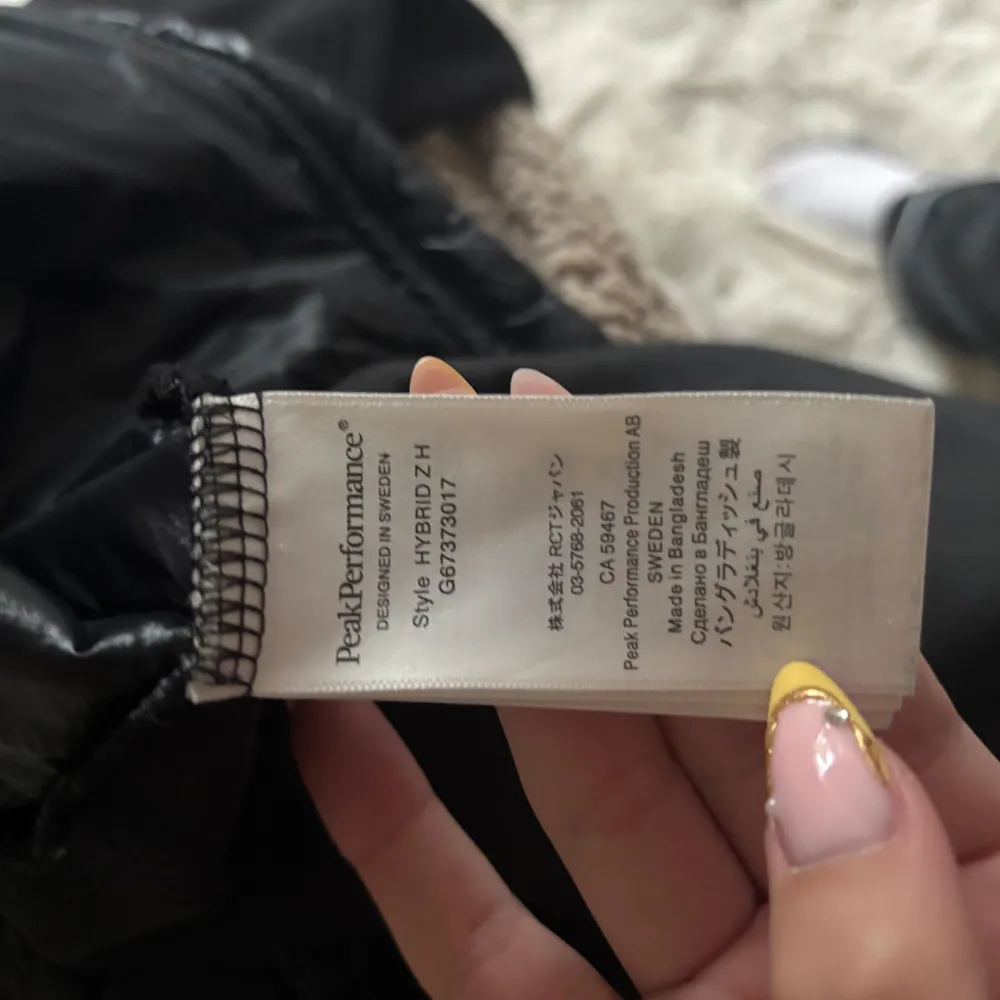 PeakPerformance®
DESIGNED IN SWEDEN
Style HYBRID Z H
G67373017
株式会社 RCTジャパン
03-5768-2061
CA 59467
Peak Performance Production AB
SWEDEN
Made in Bangladesh
Сделано в Бангладеш
バングラディッシュ製
صنع في بنغلادش
원산지:방글라데시